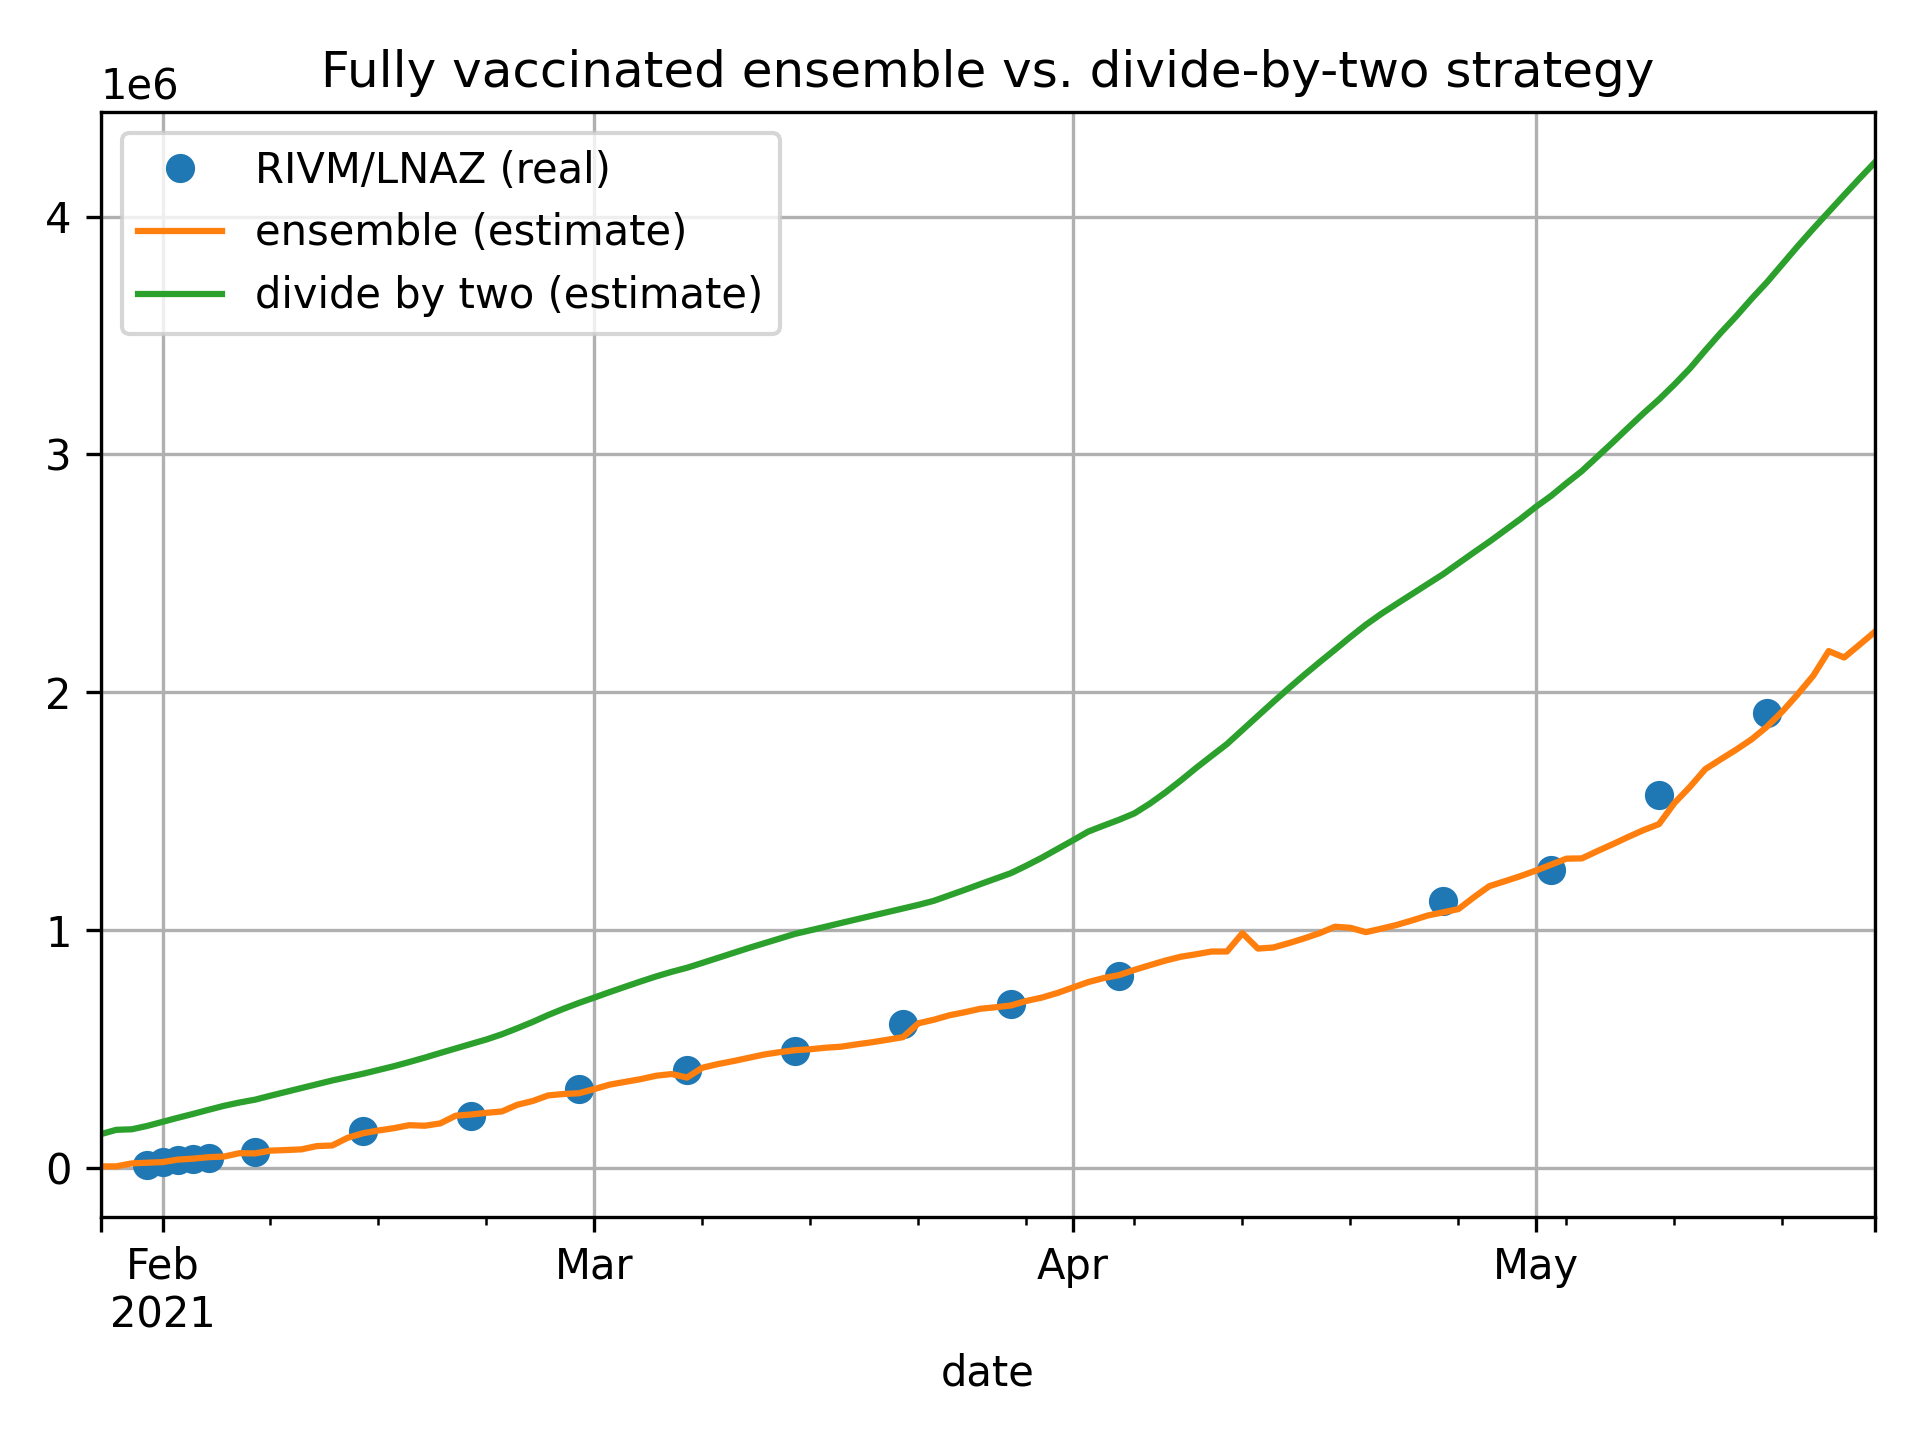 Fully vaccinated ensemble vs. divide-by-two strategy
1e6
RIVM/LNAZ (real)
ensemble (estimate)
divide by two (estimate)
4
3
2
1
0
Feb Mar Apr May
2021
date